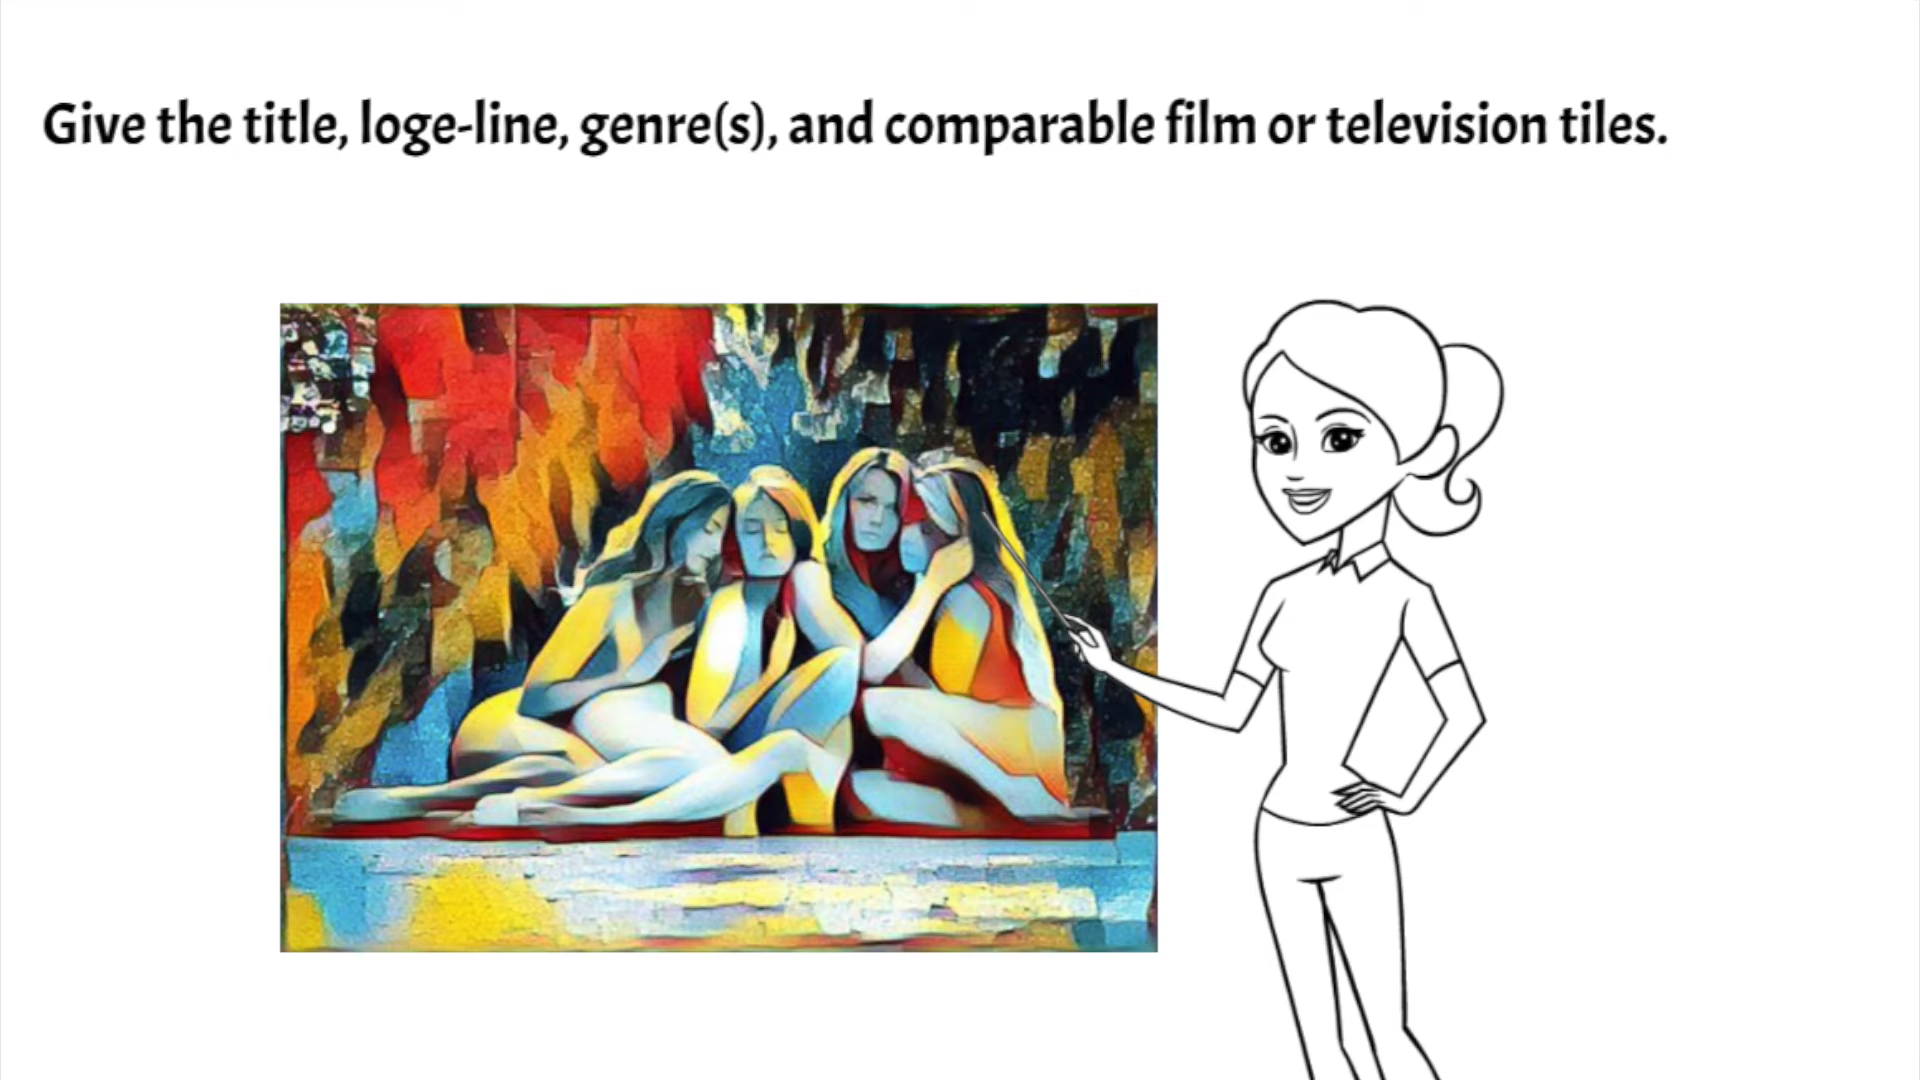 Give the title, loge-line, genre(s), and comparable film or television tiles.